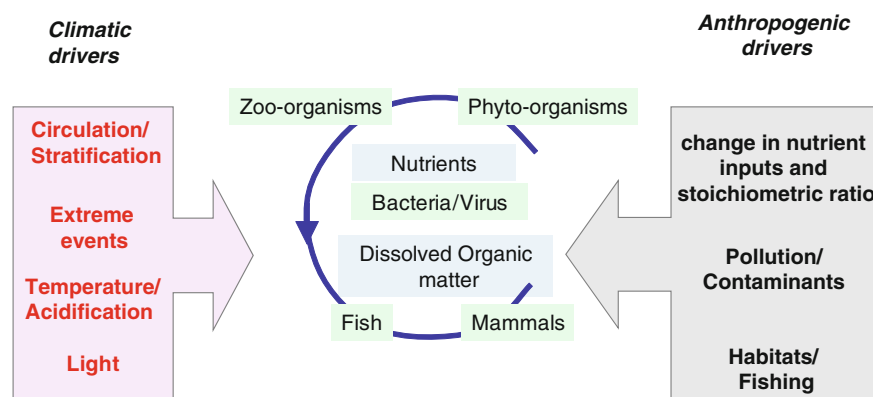 Climatic
drivers
Circulation/
Stratification
Extreme
events
Temperature/
Acidification
Light
Zoo-organisms
Phyto-organisms
Nutrients
Bacteria/Virus
Dissolved Organic
matter
Fish
Mammals
Anthropogenic
drivers
change in nutrient
inputs and
stoichiometric ratio
Pollution/
Contaminants
Habitats/
Fishing